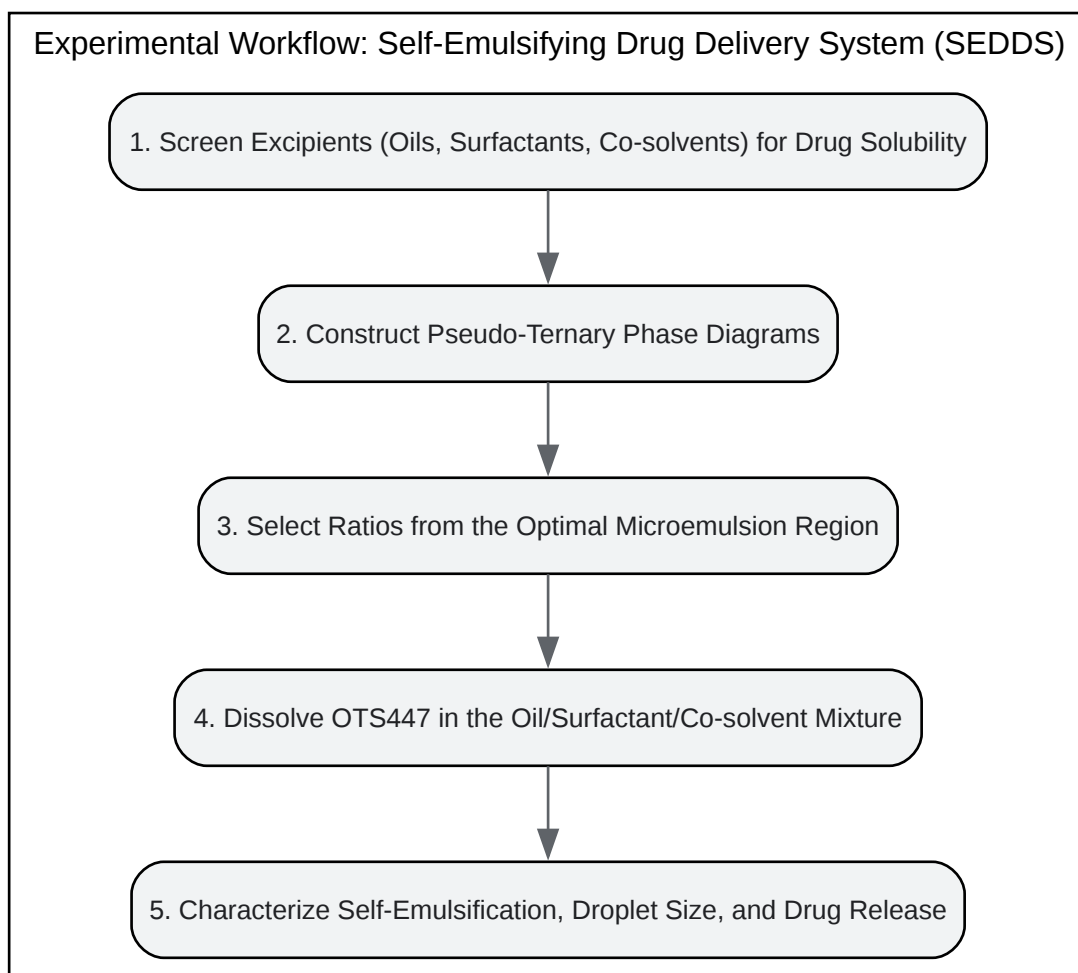 Experimental Workflow: Self-Emulsifying Drug Delivery System (SEDDS)
1. Screen Excipients (Oils, Surfactants, Co-solvents) for Drug Solubility
2. Construct Pseudo-Ternary Phase Diagrams
3. Select Ratios from the Optimal Microemulsion Region
4. Dissolve OTS447 in the Oil/Surfactant/Co-solvent Mixture
5. Characterize Self-Emulsification, Droplet Size, and Drug Release